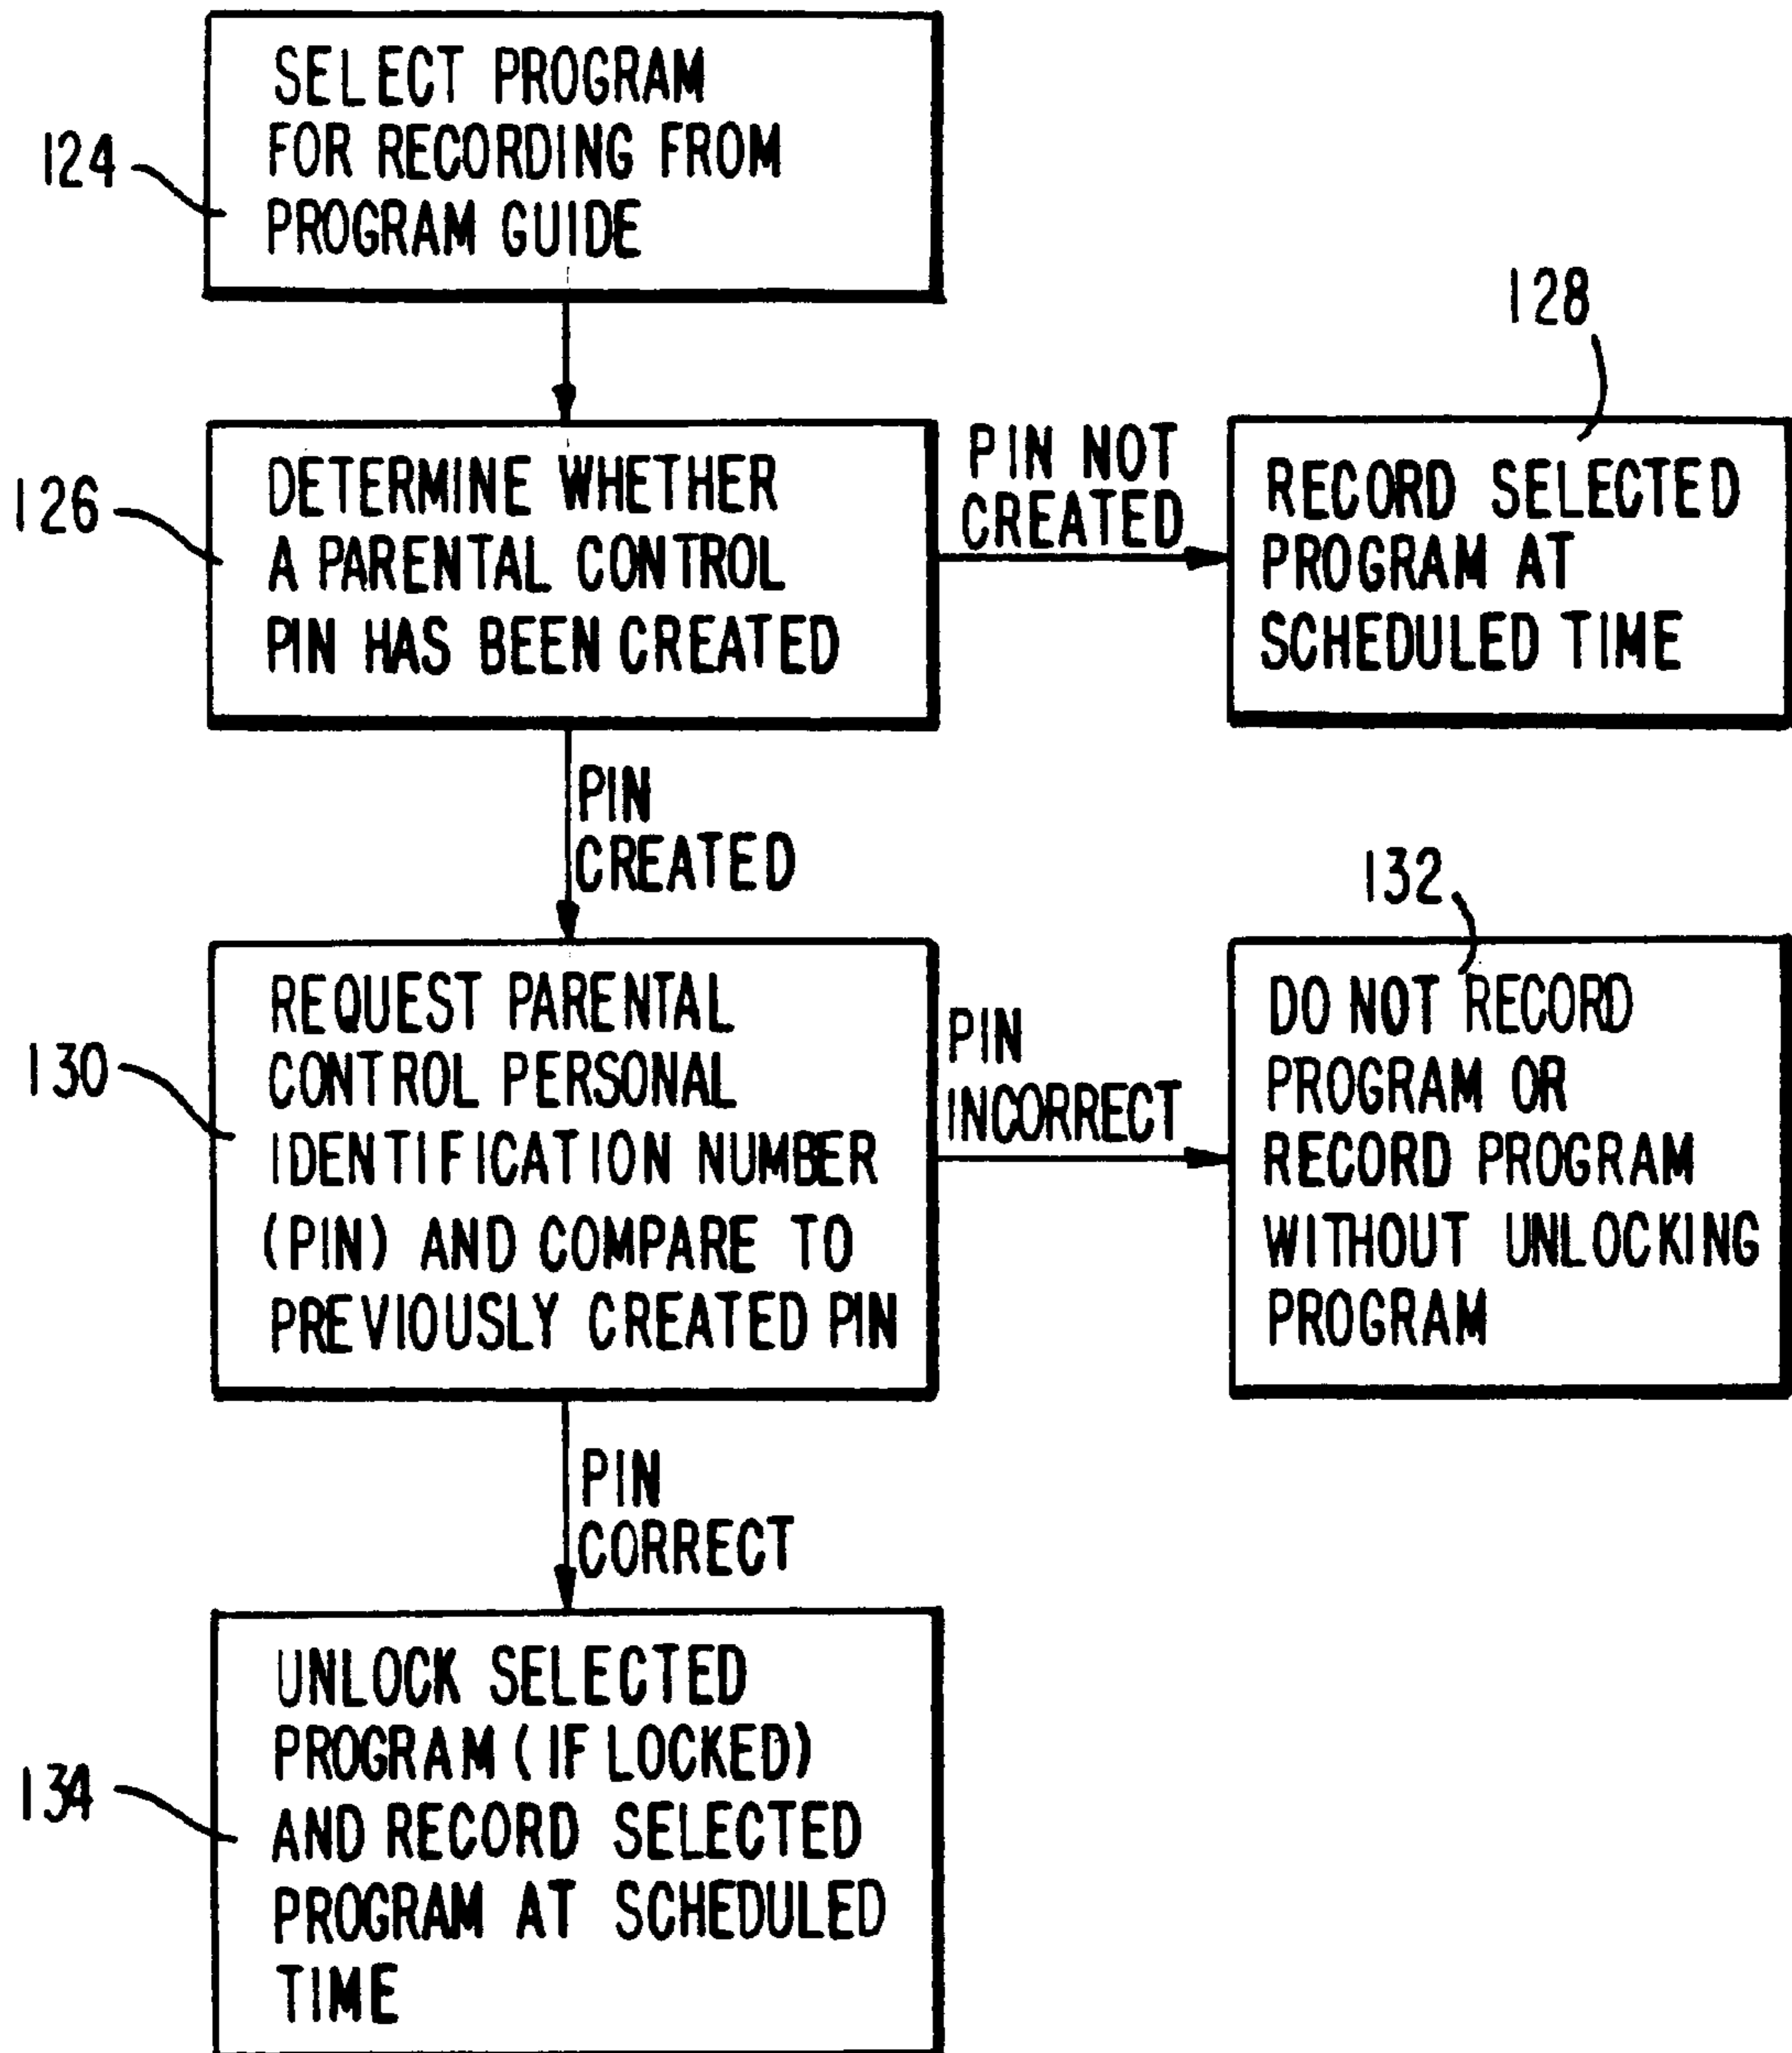 124
SELECT PROGRAM
FOR RECORDING FROM
PROGRAM GUIDE
126
DETERMINE WHETHER
A PARENTAL CONTROL
PIN HAS BEEN CREATED
PIN NOT
CREATED
128
RECORD SELECTED
PROGRAM AT
SCHEDULED TIME
PIN
CREATED
130
REQUEST PARENTAL
CONTROL PERSONAL
IDENTIFICATION NUMBER
(PIN) AND COMPARE TO
PREVIOUSLY CREATED PIN
PIN
INCORRECT
132
DO NOT RECORD
PROGRAM OR
RECORD PROGRAM
WITHOUT UNLOCKING
PROGRAM
PIN
CORRECT
134
UNLOCK SELECTED
PROGRAM (IF LOCKED)
AND RECORD SELECTED
PROGRAM AT SCHEDULED
TIME